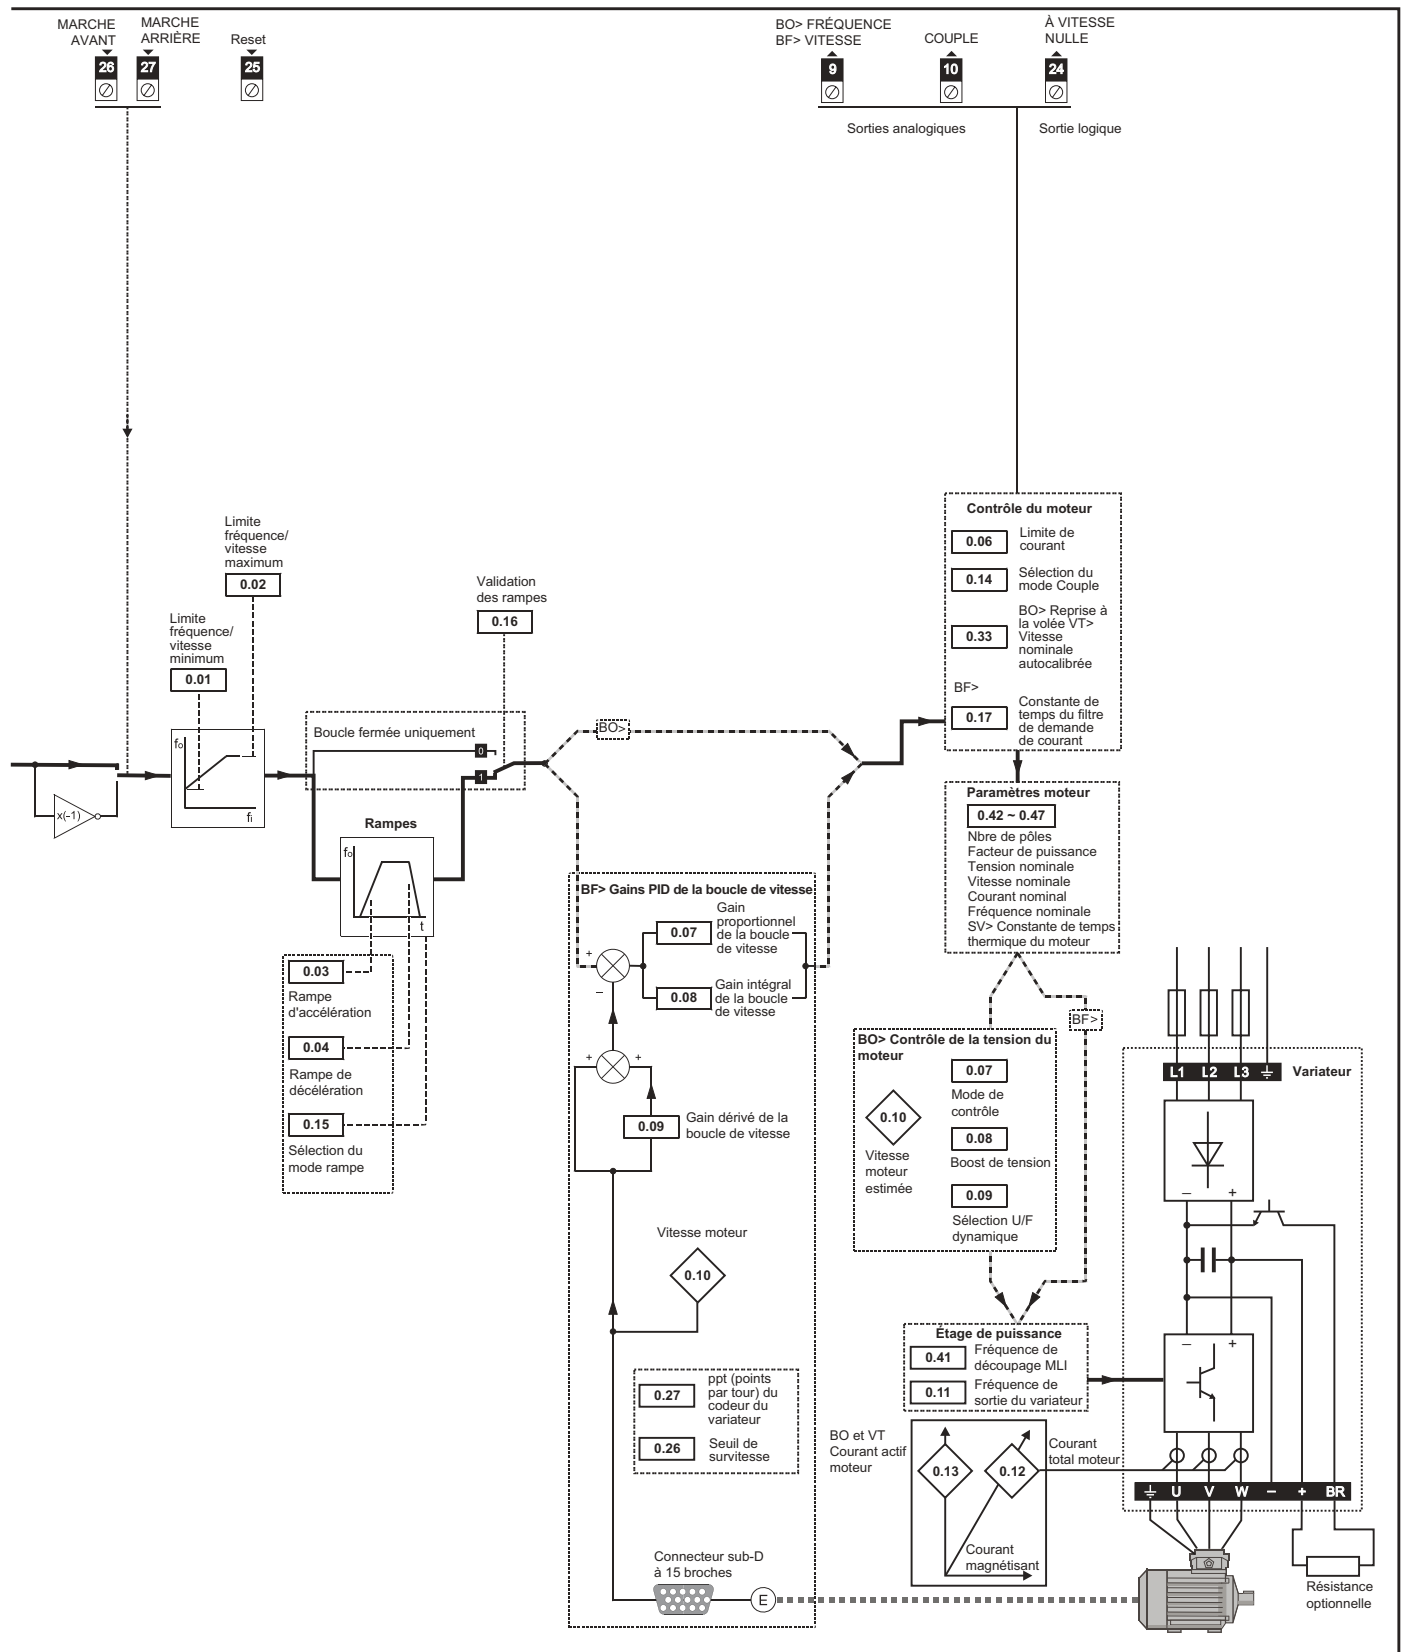 MARCHE
AVANT
MARCHE
ARRIÈRE
Reset
26
27
25
BO> FRÉQUENCE
BF> VITESSE
COUPLE
À VITESSE
NULLE
9
10
24
Sorties analogiques
Sortie logique
Limite
fréquence/
vitesse
maximum
0.02
Limite
fréquence/
vitesse
minimum
0.01
Validation
des rampes
0.16
Contrôle du moteur
0.06
Limite de
courant
0.14
Sélection du
mode Couple
0.33
BO> Reprise à
la volée VT>
Vitesse
nominale
autocalibrée
BF>
0.17
Constante de
temps du filtre
de demande
de courant
Boucle fermée uniquement
0
1
BO>
fo
fi
x(-1)
Rampes
fo
t
0.03
Rampe
d'accélération
0.04
Rampe de
décélération
0.15
Sélection du
mode rampe
Paramètres moteur
0.42 ~ 0.47
Nbre de pôles
Facteur de puissance
Tension nominale
Vitesse nominale
Courant nominal
Fréquence nominale
SV> Constante de temps
thermique du moteur
BF> Gains PID de la boucle de vitesse
0.07
Gain
proportionnel
de la boucle
de vitesse
+
−
0.08
Gain intégral
de la boucle
de vitesse
+
+
0.09
Gain dérivé de la
boucle de vitesse
Vitesse moteur
0.10
0.27
ppt (points
par tour) du
codeur du
variateur
0.26
Seuil de
survitesse
Connecteur sub-D
à 15 broches
E
BF>
BO> Contrôle de la tension du
moteur
0.07
Mode de
contrôle
0.10
Vitesse
moteur
estimée
0.08
Boost de tension
0.09
Sélection U/F
dynamique
Étage de puissance
0.41
Fréquence de
découpage MLI
0.11
Fréquence de
sortie du variateur
BO et VT
Courant actif
moteur
0.13
0.12
Courant
total moteur
Courant
magnétisant
L1 L2 L3
Variateur
− +
− +
U V W − + BR
Résistance
optionnelle